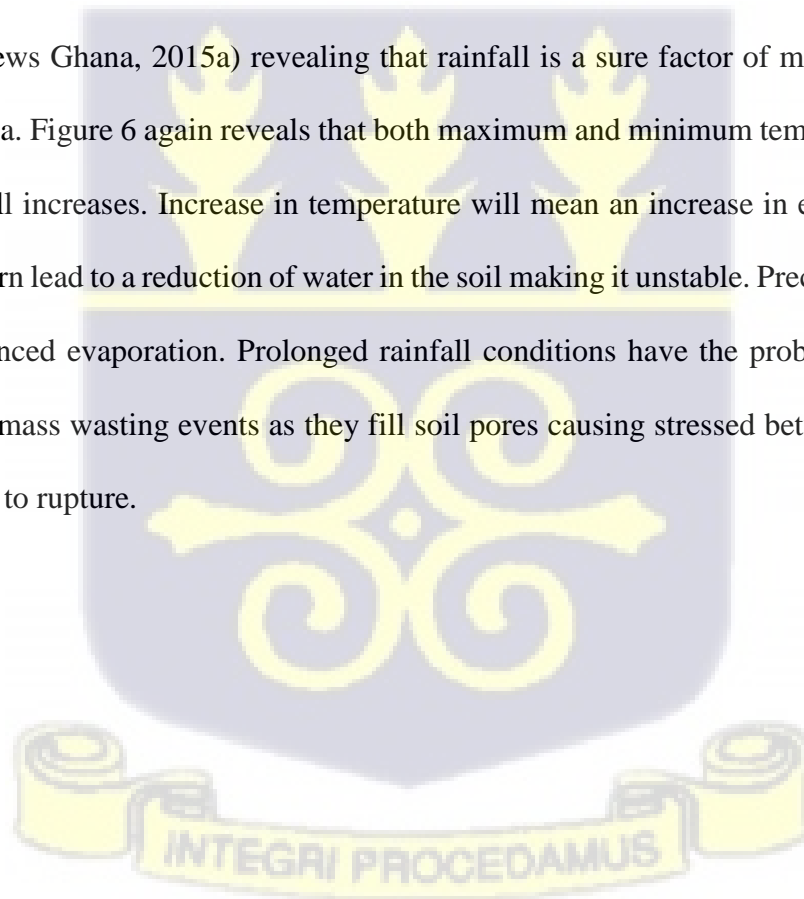 ews Ghana, 2015a) revealing that rainfall is a sure factor of m
a. Figure 6 again reveals that both maximum and minimum tem
ll increases. Increase in temperature will mean an increase in e
rn lead to a reduction of water in the soil making it unstable. Prec
nced evaporation. Prolonged rainfall conditions have the prob
mass wasting events as they fill soil pores causing stressed bet
to rupture.
INTEGRI PROCEDAMUS